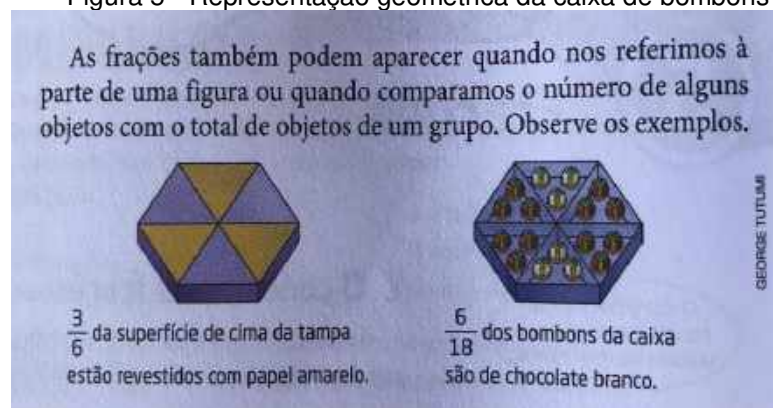 Figura 5 - Representação geométrica da caixa de bombons
As frações também podem aparecer quando nos referimos à
parte de uma figura ou quando comparamos o número de alguns
objetos com o total de objetos de um grupo. Observe os exemplos.
GEORGE TUTUMI
3/6 da superfície de cima da tampa
estão revestidos com papel amarelo.
6/18 dos bombons da caixa
são de chocolate branco.